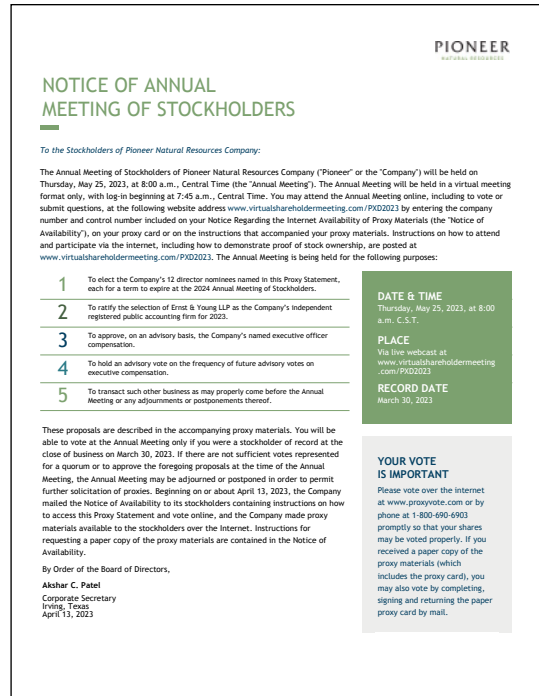 PIONEER
NATURAL RESOURCES
NOTICE OF ANNUAL
MEETING OF STOCKHOLDERS
To the Stockholders of Pioneer Natural Resources Company:
The Annual Meeting of Stockholders of Pioneer Natural Resources Company ("Pioneer" or the "Company") will be held on
Thursday, May 25, 2023, at 8:00 a.m., Central Time (the "Annual Meeting"). The Annual Meeting will be held in a virtual meeting
format only, with log-in beginning at 7:45 a.m., Central Time. You may attend the Annual Meeting online, including to vote or
submit questions, at the following website address www.virtualshareholdermeeting.com/PXD2023 by entering the company
number and control number included on your Notice Regarding the Internet Availability of Proxy Materials (the "Notice of
Availability"), on your proxy card or on the instructions that accompanied your proxy materials. Instructions on how to attend
and participate via the internet, including how to demonstrate proof of stock ownership, are posted at
www.virtualshareholdermeeting.com/PXD2023. The Annual Meeting is being held for the following purposes:
1 To elect the Company's 12 director nominees named in this Proxy Statement,
each for a term to expire at the 2024 Annual Meeting of Stockholders.
2 To ratify the selection of Ernst & Young LLP as the Company's independent
registered public accounting firm for 2023.
3 To approve, on an advisory basis, the Company's named executive officer
compensation.
4 To hold an advisory vote on the frequency of future advisory votes on
executive compensation.
5 To transact such other business as may properly come before the Annual
Meeting or any adjournments or postponements thereof.
These proposals are described in the accompanying proxy materials. You will be
able to vote at the Annual Meeting only if you were a stockholder of record at the
close of business on March 30, 2023. If there are not sufficient votes represented
for a quorum or to approve the foregoing proposals at the time of the Annual
Meeting, the Annual Meeting may be adjourned or postponed in order to permit
further solicitation of proxies. Beginning on or about April 13, 2023, the Company
mailed the Notice of Availability to its stockholders containing instructions on how
to access this Proxy Statement and vote online, and the Company made proxy
materials available to the stockholders over the Internet. Instructions for
requesting a paper copy of the proxy materials are contained in the Notice of
Availability.
By Order of the Board of Directors,
Akshar C. Patel
Corporate Secretary
Irving, Texas
April 13, 2023
DATE & TIME
Thursday, May 25, 2023, at 8:00
a.m. C.S.T.
PLACE
Via live webcast at
www.virtualshareholdermeeting
.com/PXD2023
RECORD DATE
March 30, 2023
YOUR VOTE
IS IMPORTANT
Please vote over the internet
at www.proxyvote.com or by
phone at 1-800-690-6903
promptly so that your shares
may be voted properly. If you
received a paper copy of the
proxy materials (which
includes the proxy card), you
may also vote by completing,
signing and returning the paper
proxy card by mail.